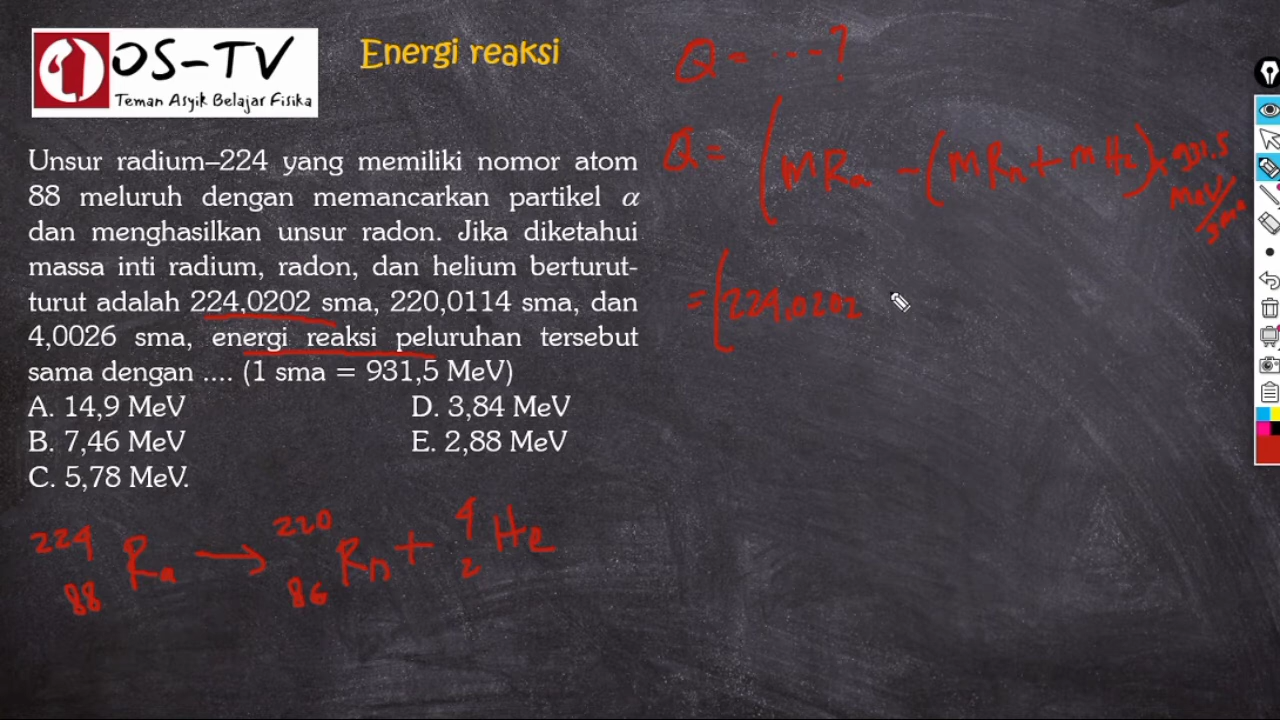 OS-TV
Teman Asyik Belajar Fisika
Energi reaksi
Unsur radium–224 yang memiliki nomor atom
88 meluruh dengan memancarkan partikel α
dan menghasilkan unsur radon. Jika diketahui
massa inti radium, radon, dan helium berturut-
turut adalah 224,0202 sma, 220,0114 sma, dan
4,0026 sma, energi reaksi peluruhan tersebut
sama dengan .... (1 sma = 931,5 MeV)
A. 14,9 MeV
D. 3,84 MeV
B. 7,46 MeV
E. 2,88 MeV
C. 5,78 MeV.
224 88 Ra → 220 86 Rn + 4 2 He
Q = ...-?
Q = (mRa - (mRn + mHe) x 931,5 MeV/sma
= (224,0202